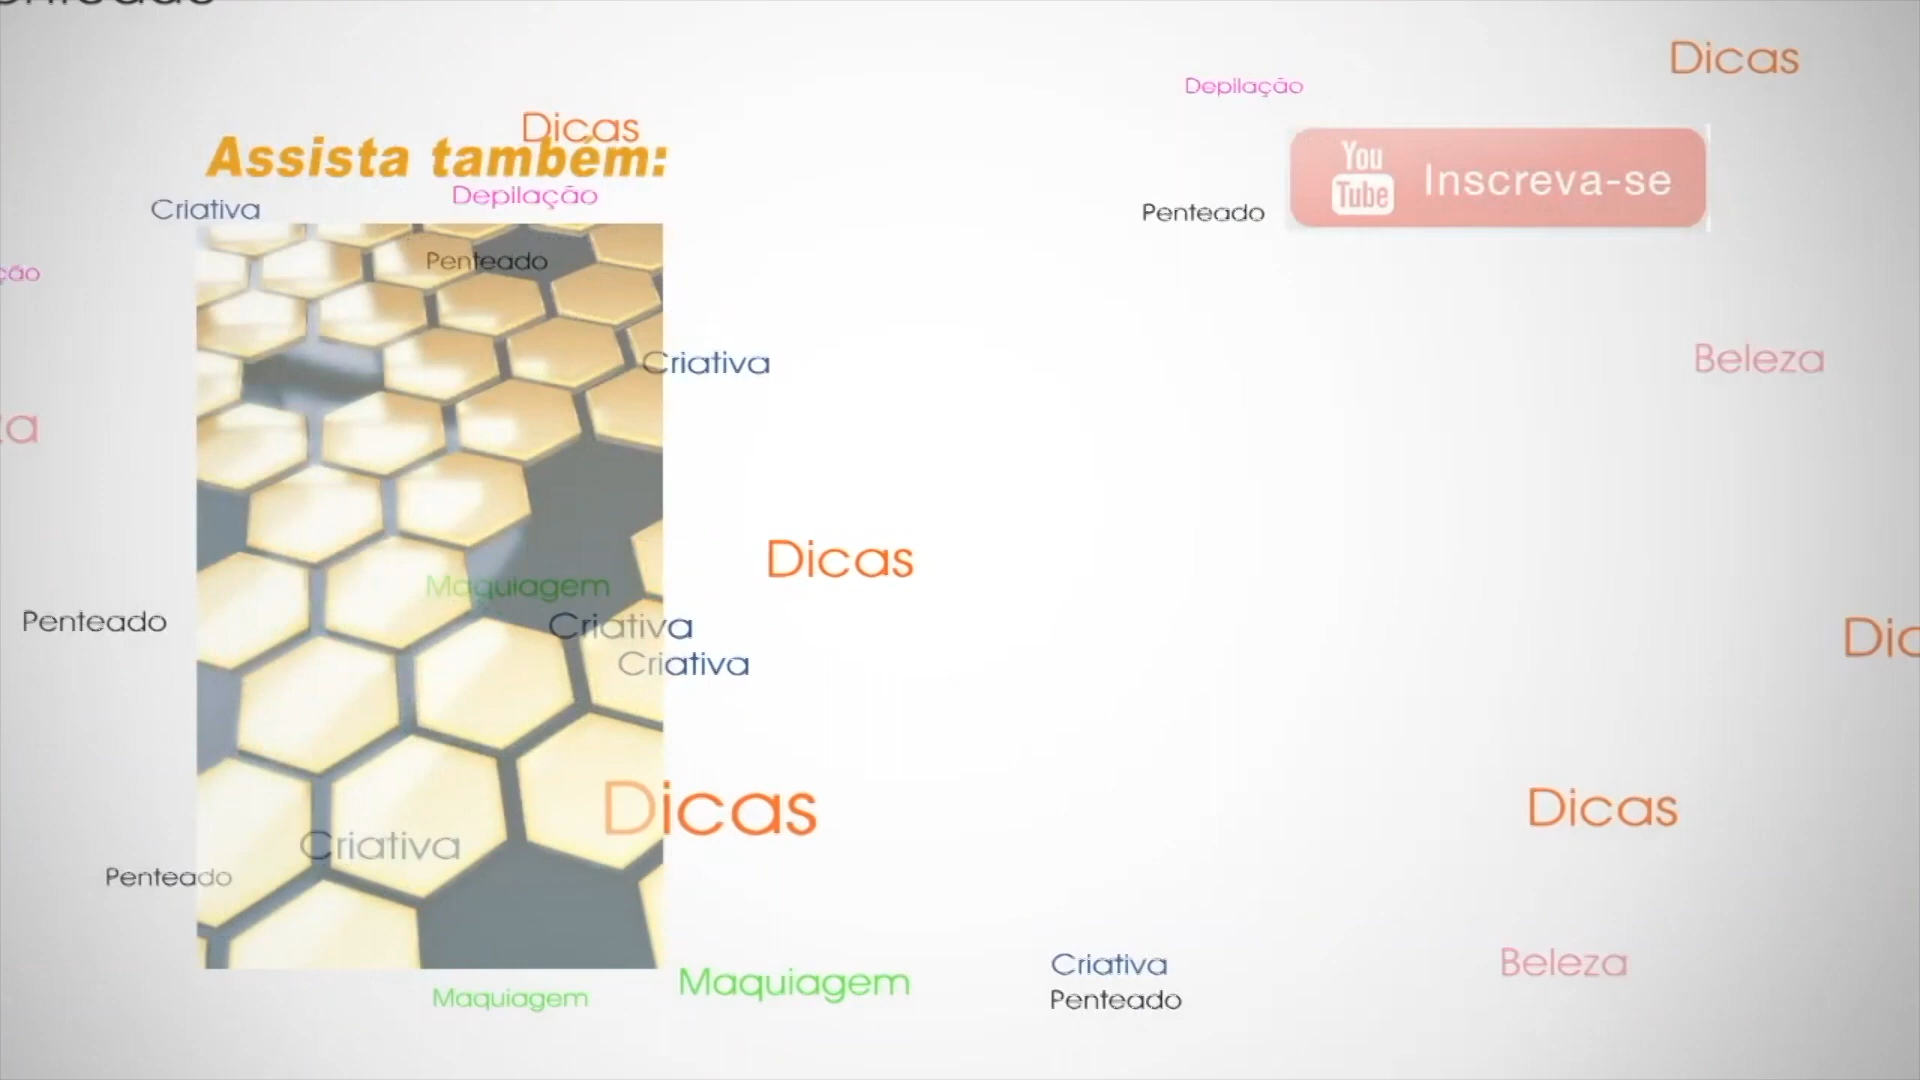 Dicas
Depilação
Dicas
Assista também:
You
Tube
Inscreva-se
Depilação
Criativa
Penteado
Penteado
Criativa
Beleza
Dicas
Maquiagem
Criativa
Penteado
Criativa
Dicas
Dicas
Criativa
Penteado
Criativa
Beleza
Maquiagem
Maquiagem
Penteado